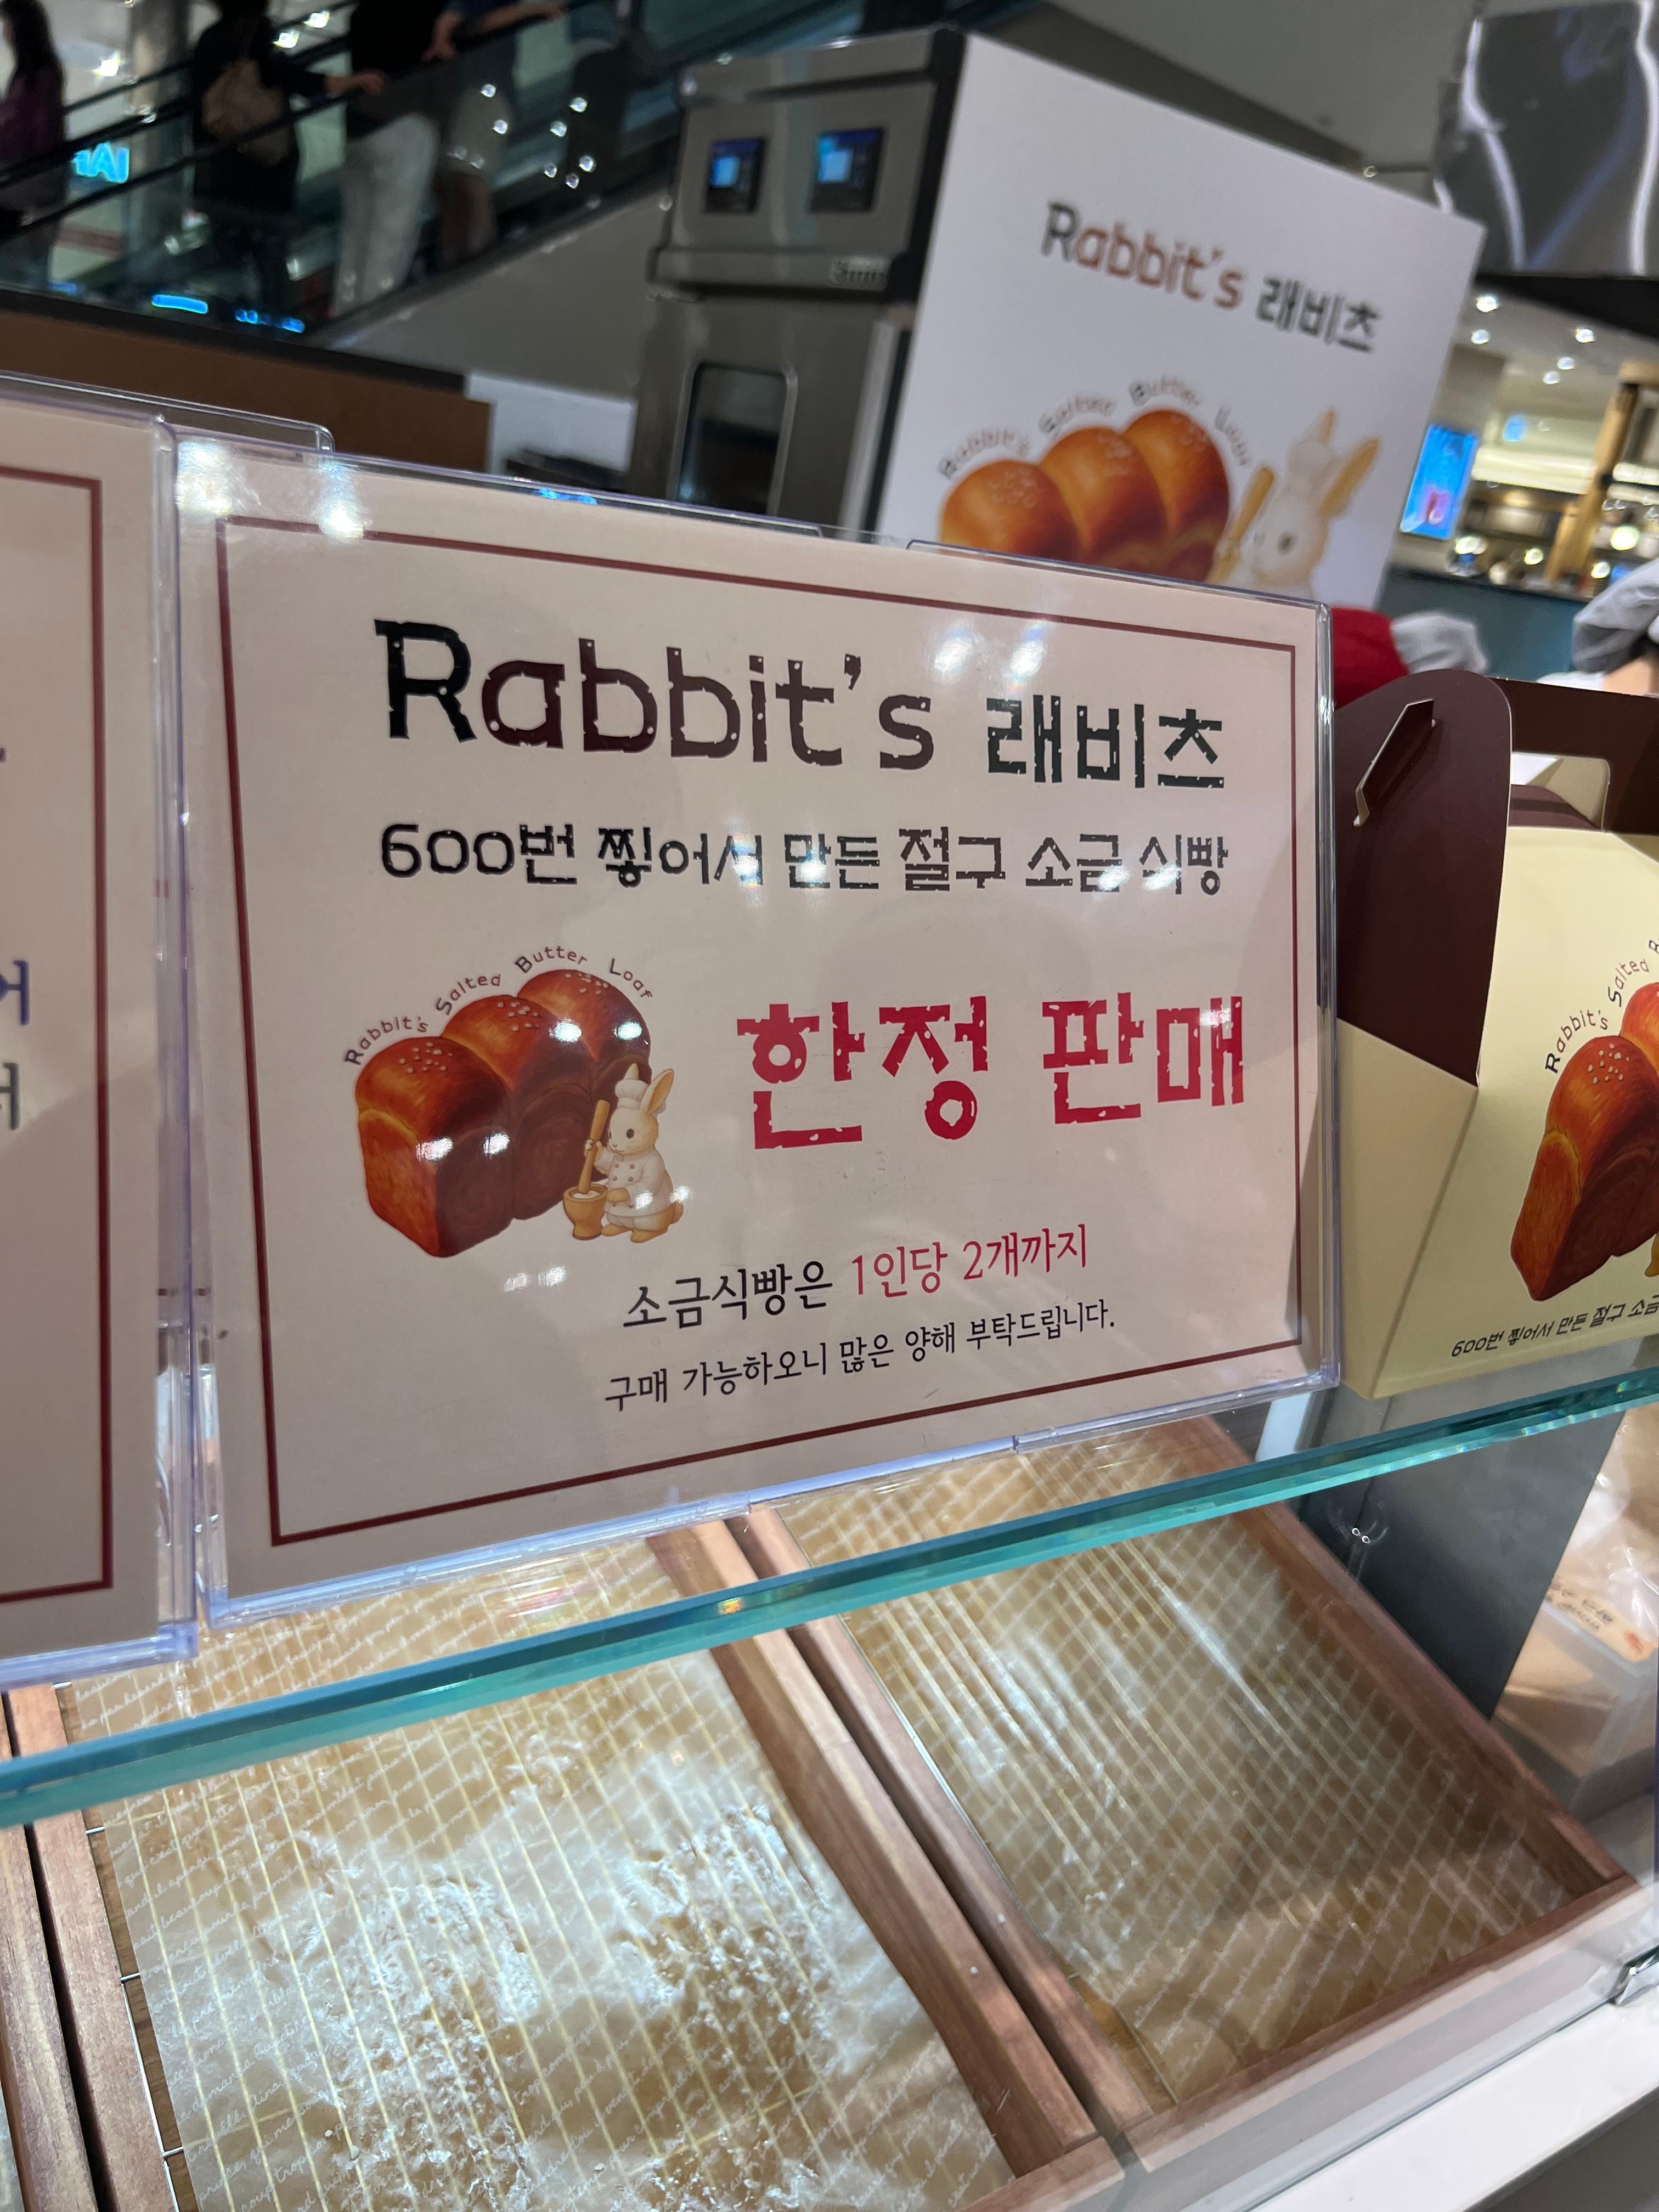 Rabbit's 래비츠
Rabbit's Salted Butter Loaf
Rabbit's 래비츠
600번 찧어서 만든 절구 소금 식빵
Rabbit's Salted Butter Loaf
한정 판매
소금식빵은 1인당 2개까지
구매 가능하오니 많은 양해 부탁드립니다.
Rabbit's Salted
600번 찧어서 만든 절구 소금